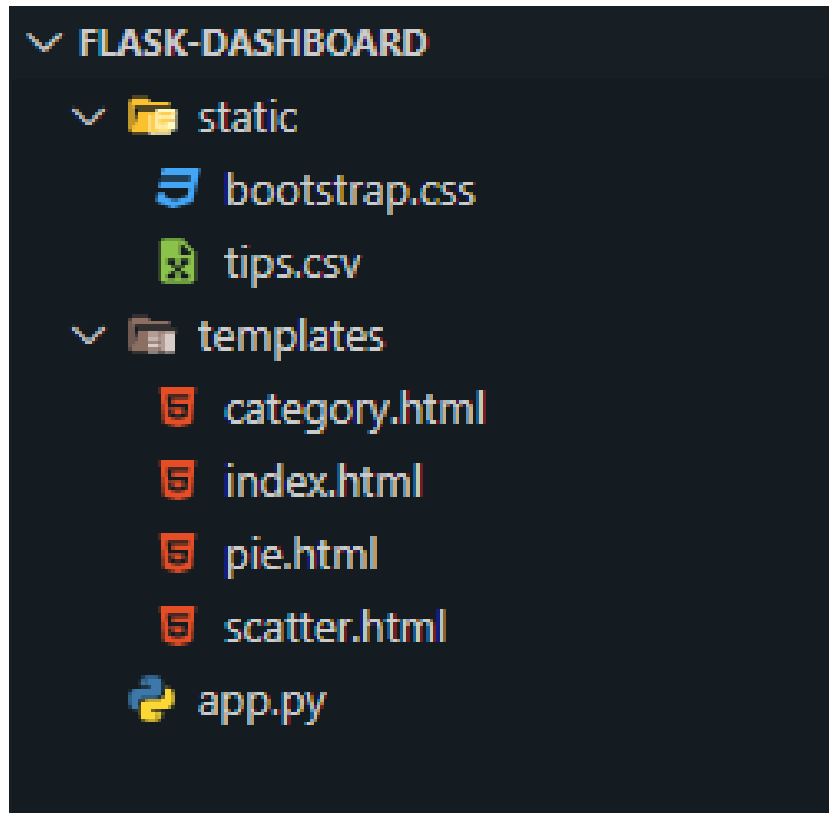 FLASK-DASHBOARD
static
bootstrap.css
tips.csv
templates
category.html
index.html
pie.html
scatter.html
app.py